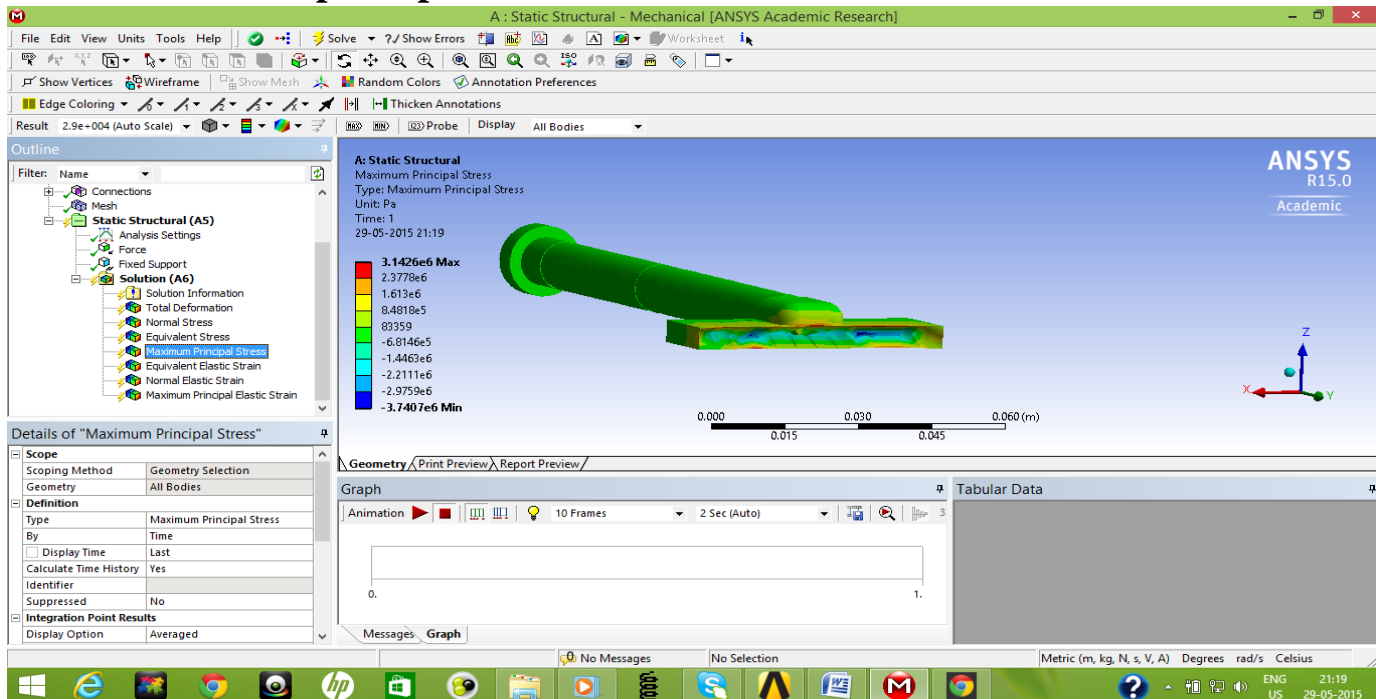 A : Static Structural - Mechanical [ANSYS Academic Research]
File Edit View Units Tools Help Solve ?/ Show Errors Worksheet
Show Vertices Wireframe Show Mesh Random Colors Annotation Preferences
Edge Coloring Thicken Annotations
Result 2.9e+004 (Auto Scale) MAX MIN Probe Display All Bodies
Outline
Filter: Name
Connections
Mesh
Static Structural (A5)
Analysis Settings
Force
Fixed Support
Solution (A6)
Solution Information
Total Deformation
Normal Stress
Equivalent Stress
Maximum Principal Stress
Equivalent Elastic Strain
Normal Elastic Strain
Maximum Principal Elastic Strain
Details of "Maximum Principal Stress"
Scope
Scoping Method Geometry Selection
Geometry All Bodies
Definition
Type Maximum Principal Stress
By Time
Display Time Last
Calculate Time History Yes
Identifier
Suppressed No
Integration Point Results
Display Option Averaged
A: Static Structural
Maximum Principal Stress
Type: Maximum Principal Stress
Unit: Pa
Time: 1
29-05-2015 21:19
3.1426e6 Max
2.3778e6
1.613e6
8.4818e5
83359
-6.8146e5
-1.4463e6
-2.2111e6
-2.9759e6
-3.7407e6 Min
ANSYS
R15.0
Academic
Z
X
Y
0.000 0.030 0.060 (m)
0.015 0.045
Geometry Print Preview Report Preview
Graph
Animation 10 Frames 2 Sec (Auto) 3
0. 1.
Messages Graph
Tabular Data
No Messages No Selection Metric (m, kg, N, s, V, A) Degrees rad/s Celsius
hp
ENG 21:19
US 29-05-2015